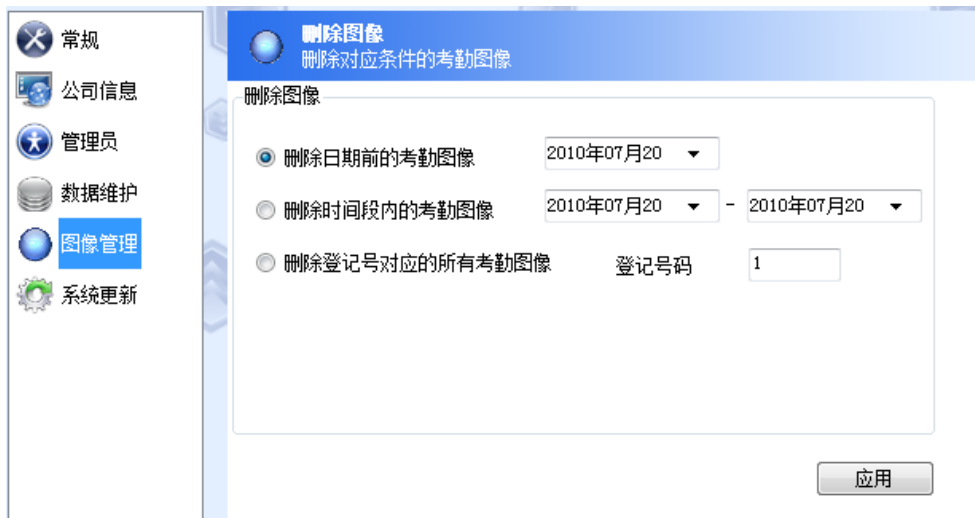 常规
公司信息
管理员
数据维护
图像管理
系统更新
删除图像
删除对应条件的考勤图像
删除图像
删除日期前的考勤图像 2010年07月20
删除时间段内的考勤图像 2010年07月20 - 2010年07月20
删除登记号对应的所有考勤图像 登记号码 1
应用